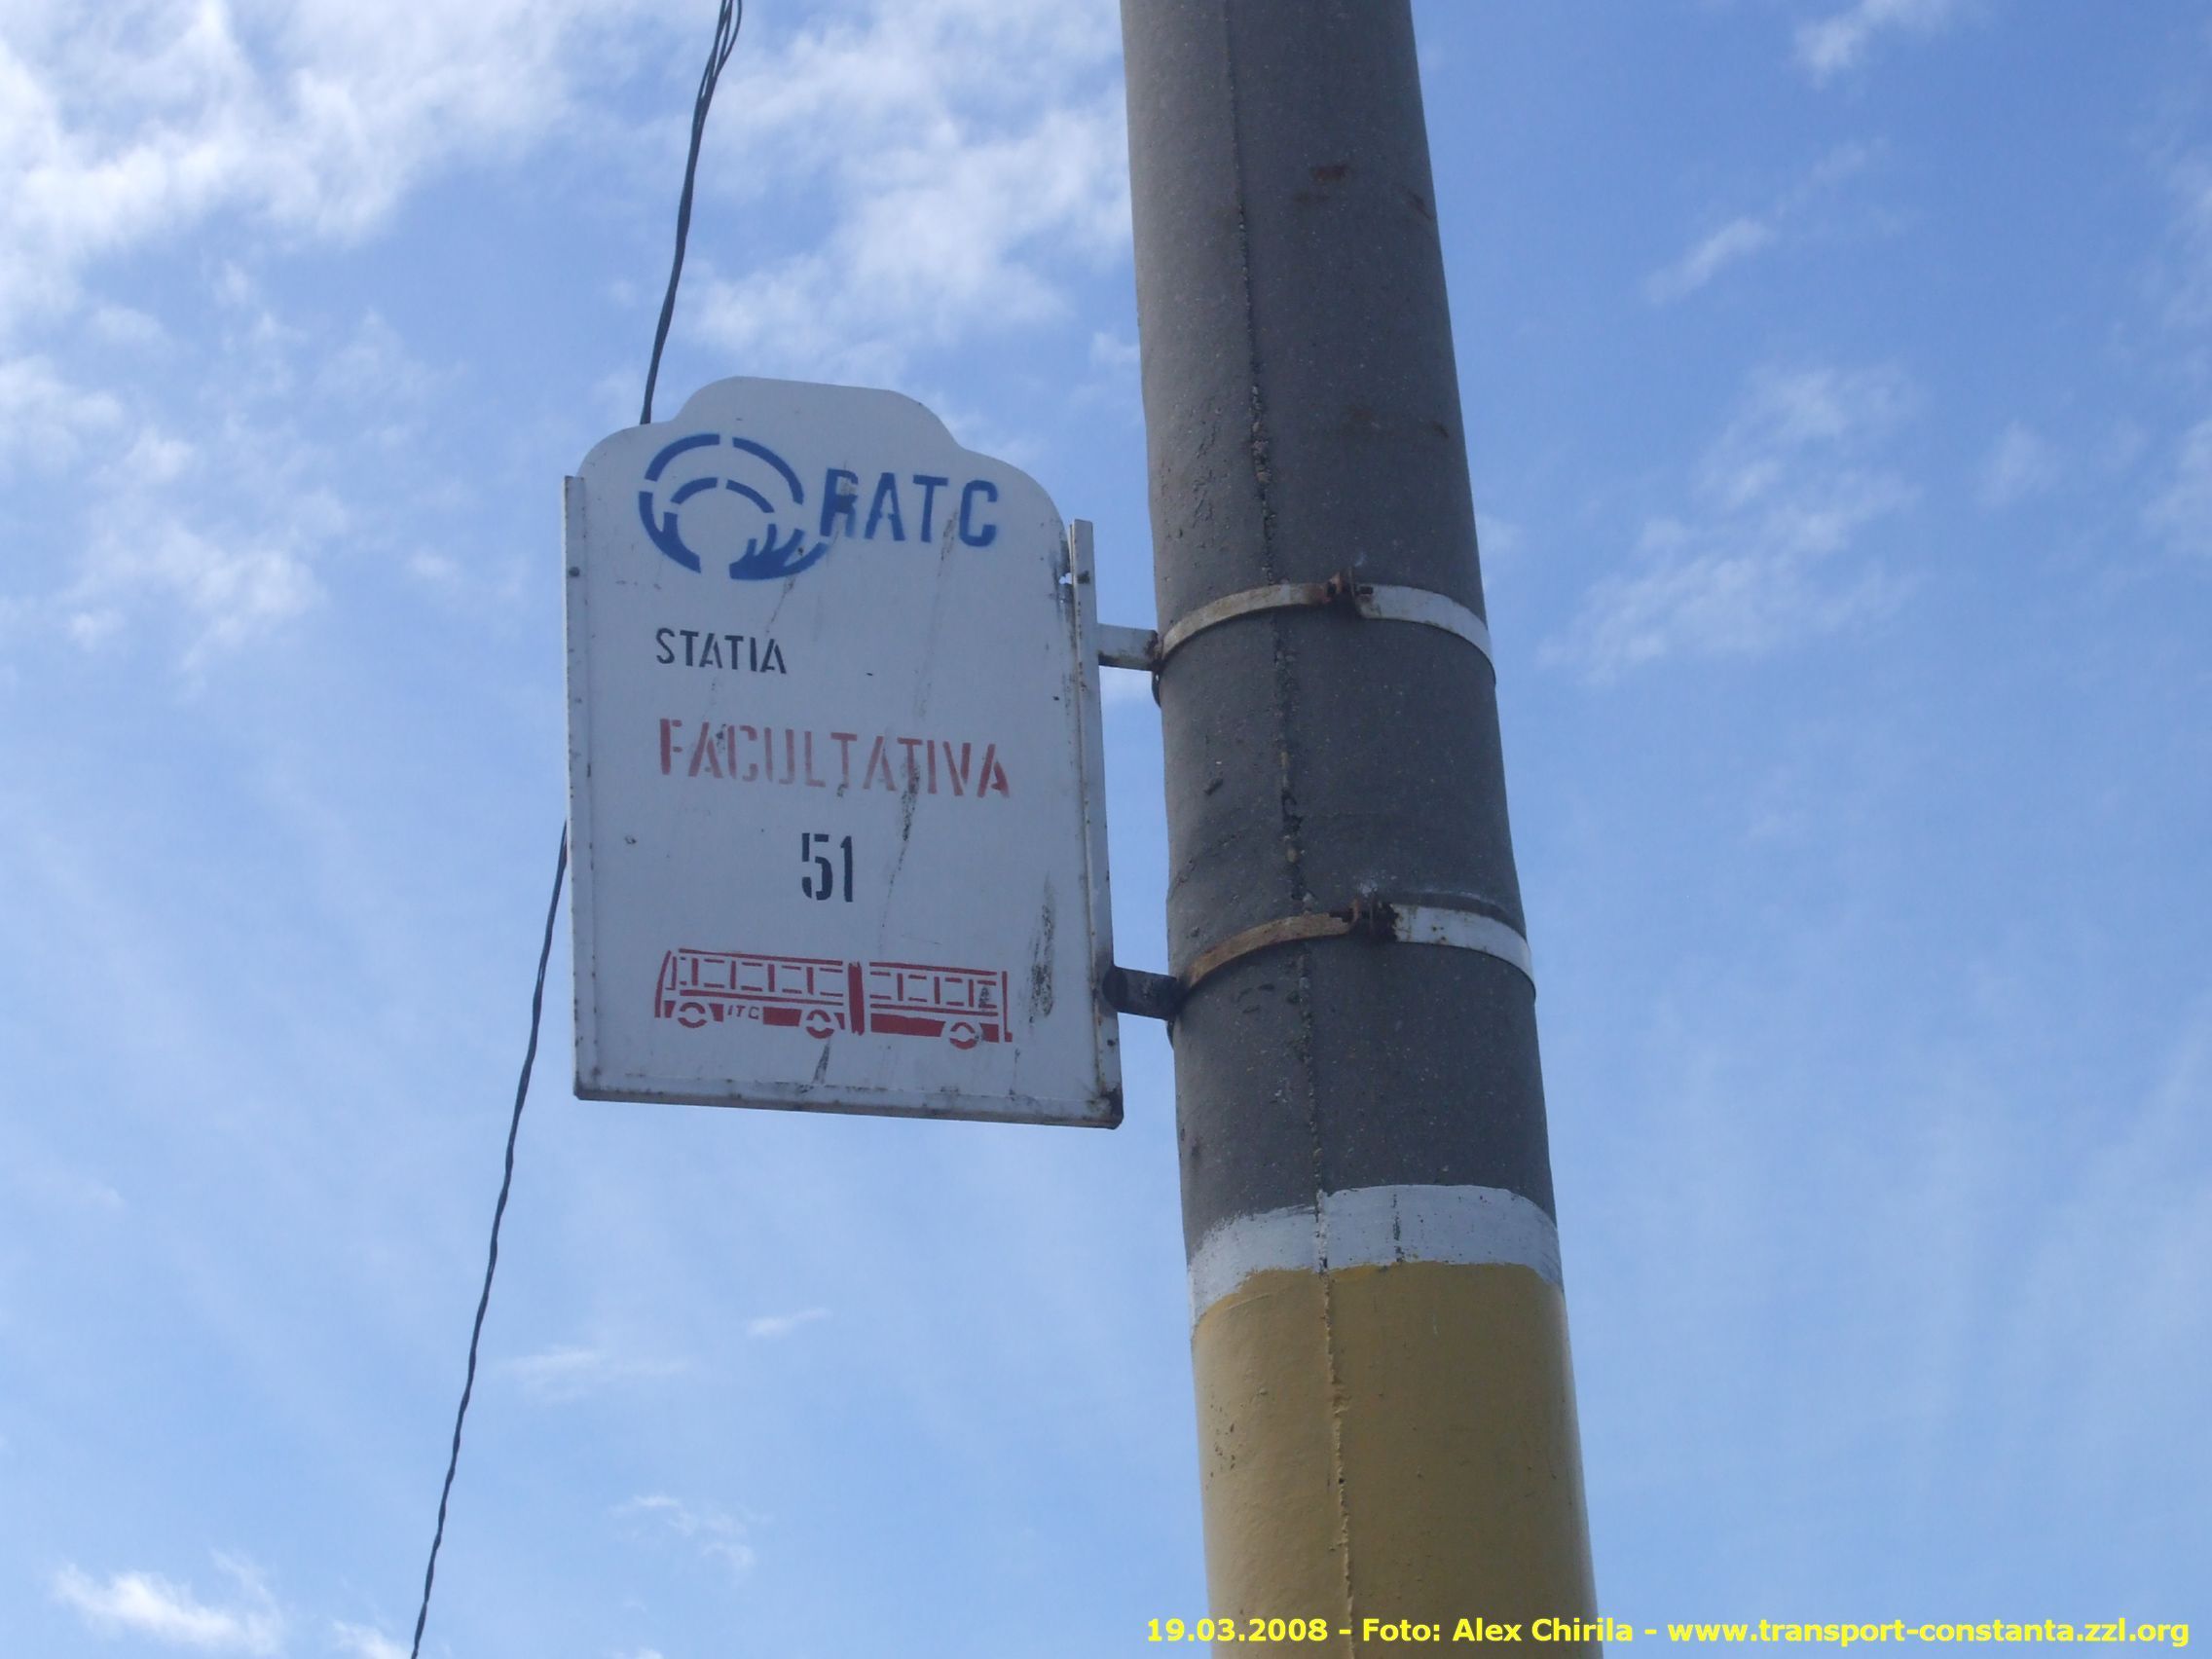 RATC
STATIA
FACULTATIVA
51
ITC
19.03.2008 - Foto: Alex Chirila - www.transport-constanta.zzl.org